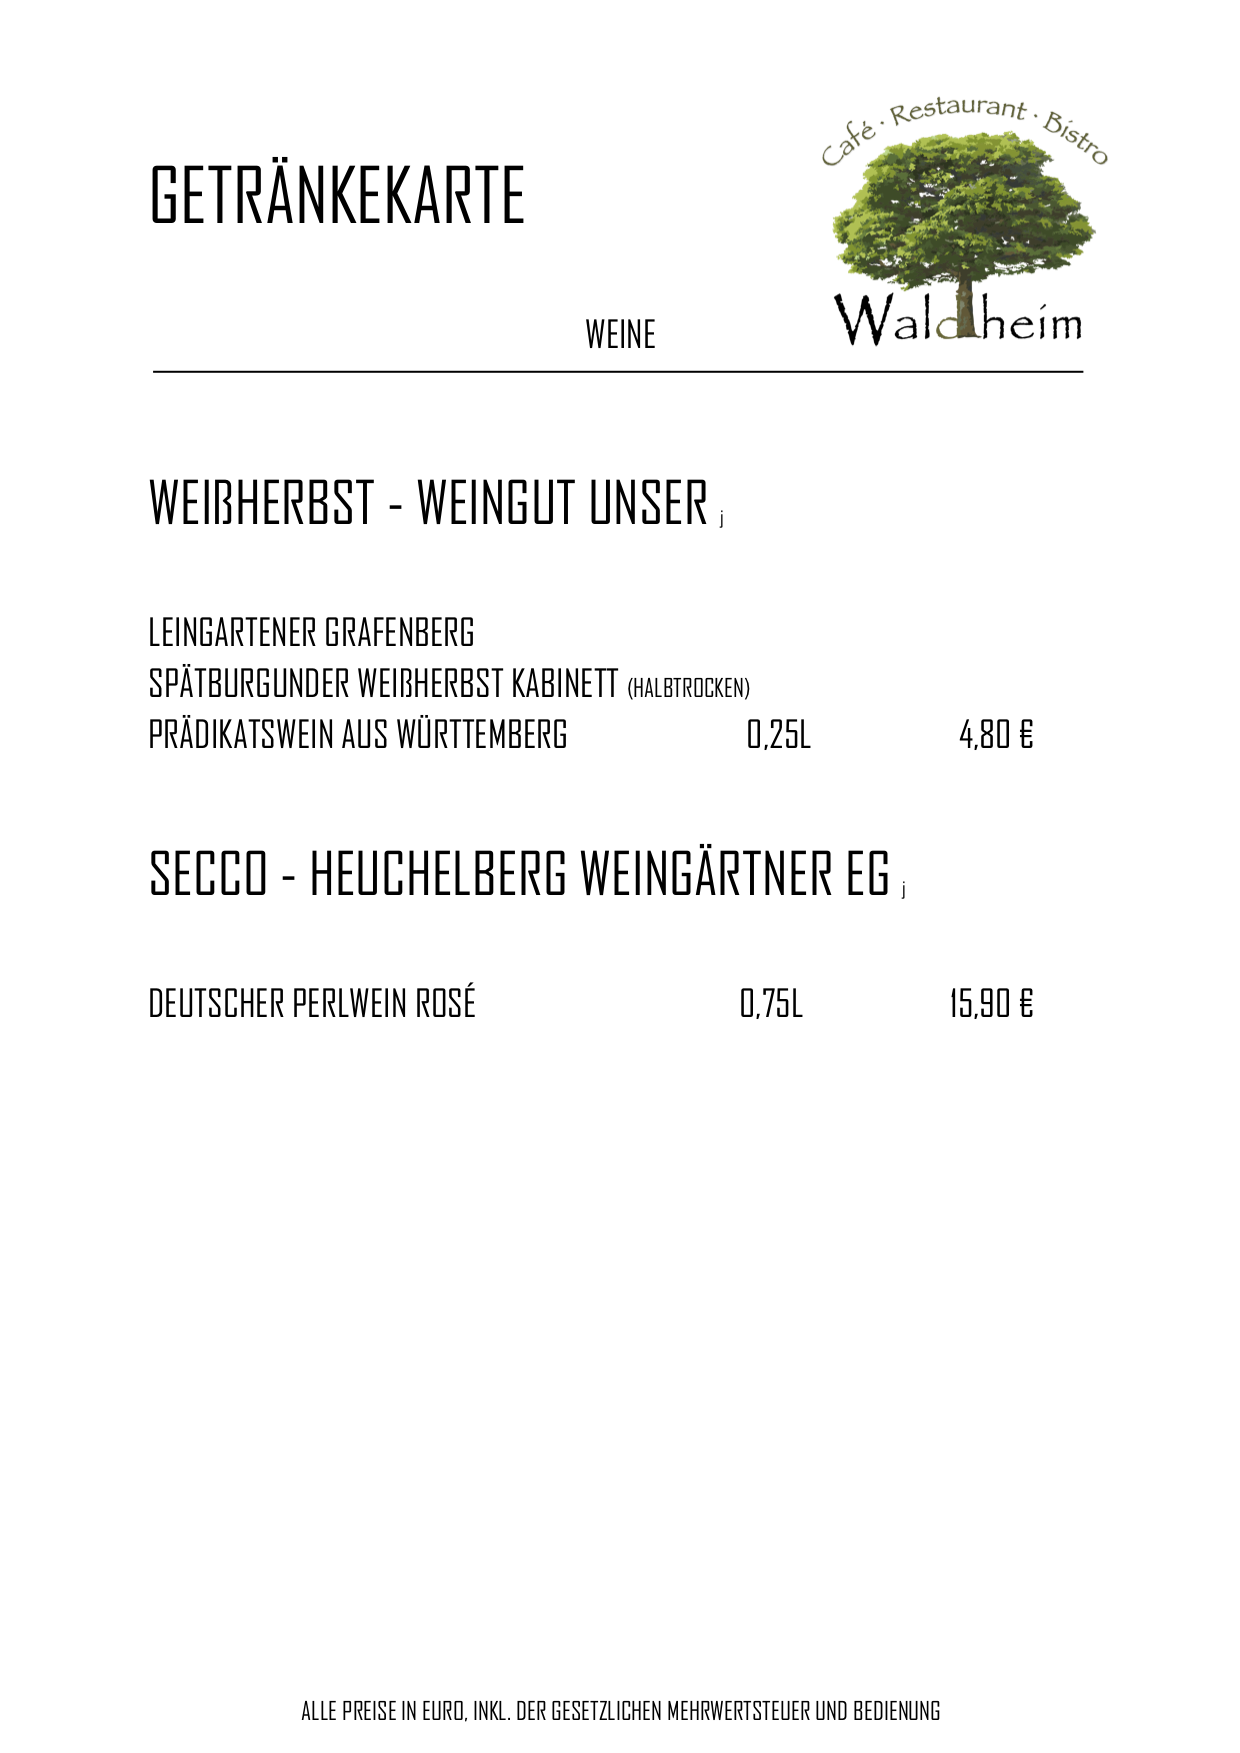 Café · Restaurant · Bistro
GETRÄNKEKARTE
Waldheim
WEINE
WEIßHERBST - WEINGUT UNSER j
LEINGARTENER GRAFENBERG
SPÄTBURGUNDER WEIßHERBST KABINETT (HALBTROCKEN)
PRÄDIKATSWEIN AUS WÜRTTEMBERG 0,25L 4,80 €
SECCO - HEUCHELBERG WEINGÄRTNER EG j
DEUTSCHER PERLWEIN ROSÉ 0,75L 15,90 €
ALLE PREISE IN EURO, INKL. DER GESETZLICHEN MEHRWERTSTEUER UND BEDIENUNG